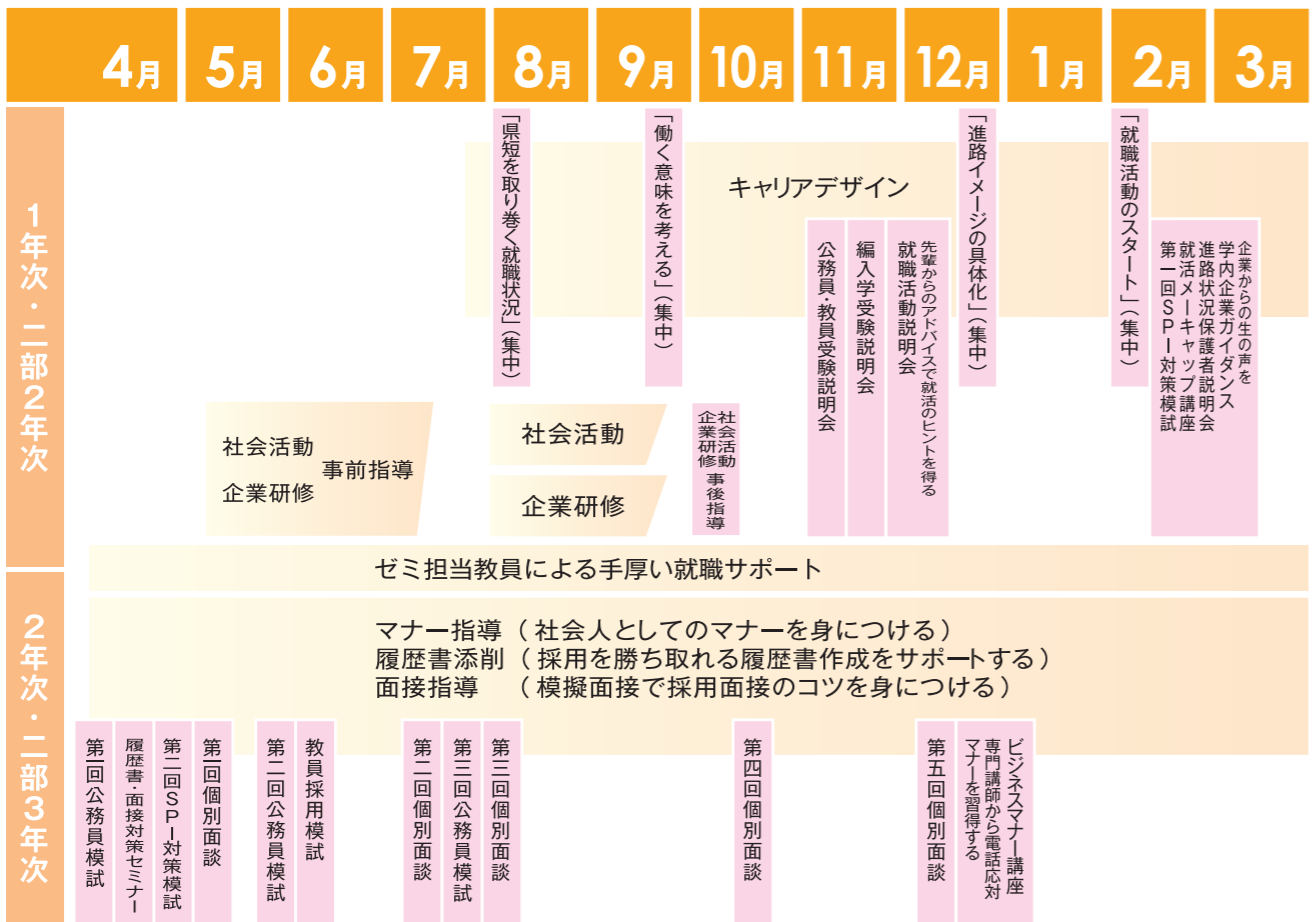 4月 5月 6月 7月 8月 9月 10月 11月 12月 1月 2月 3月
1年次・二部2年次
「県短を取り巻く就職状況」(集中)
「働く意味を考える」(集中)
キャリアデザイン
「進路イメージの具体化」(集中)
「就職活動のスタート」(集中)
公務員・教員受験説明会
編入学受験説明会
就職活動説明会
先輩からのアドバイスで就活のヒントを得る
企業からの生の声を
学内企業ガイダンス
進路状況保護者説明会
就活メーキャップ講座
第一回SPI対策模試
社会活動
企業研修
事前指導
社会活動
企業研修
社会活動
企業研修
事後指導
ゼミ担当教員による手厚い就職サポート
2年次・二部3年次
マナー指導 (社会人としてのマナーを身につける)
履歴書添削 (採用を勝ち取れる履歴書作成をサポートする)
面接指導 (模擬面接で採用面接のコツを身につける)
第一回公務員模試
履歴書・面接対策セミナー
第二回SPI対策模試
第一回個別面談
第二回公務員模試
教員採用模試
第二回個別面談
第三回公務員模試
第三回個別面談
第四回個別面談
第五回個別面談
ビジネスマナー講座
専門講師から電話応対
マナーを習得する